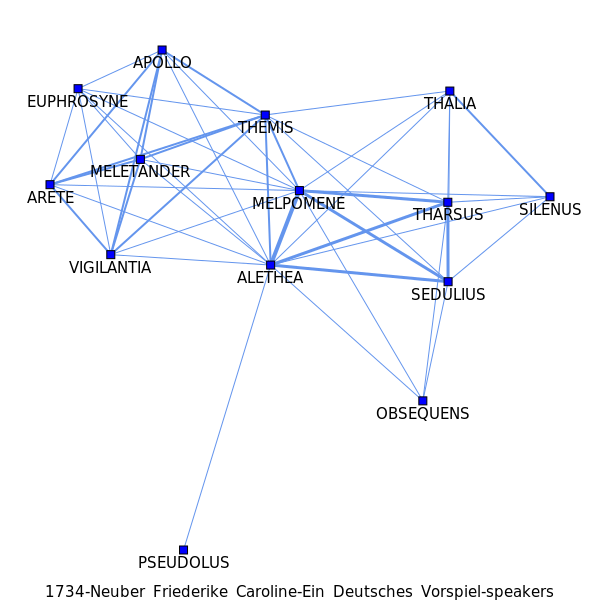 APOLLO
EUPHROSYNE
THALIA
THEMIS
MELETANDER
ARETE
MELPOMENE
THARSUS
SILENUS
VIGILANTIA
ALETHEA
SEDULIUS
OBSEQUENS
PSEUDOLUS
1734-Neuber Friederike Caroline-Ein Deutsches Vorspiel-speakers